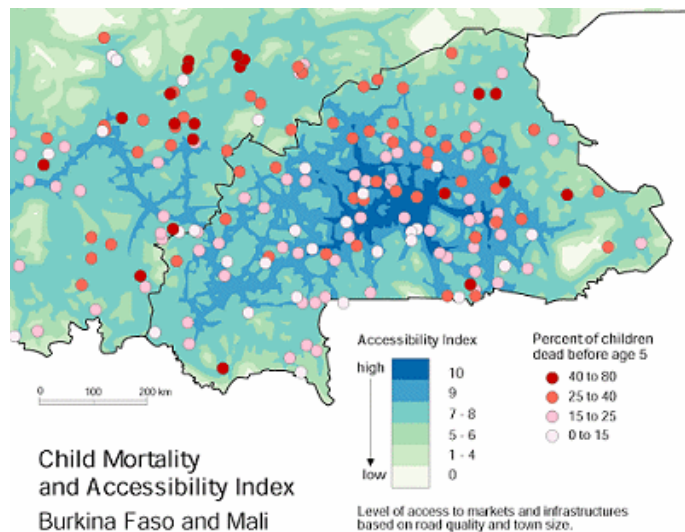 Accessibility Index
high
10
9
7 - 8
5 - 6
1 - 4
low
0
Percent of children
dead before age 5
40 to 80
25 to 40
15 to 25
0 to 15
0 100 200 km
Child Mortality
and Accessibility Index
Burkina Faso and Mali
Level of access to markets and infrastructures
based on road quality and town size.